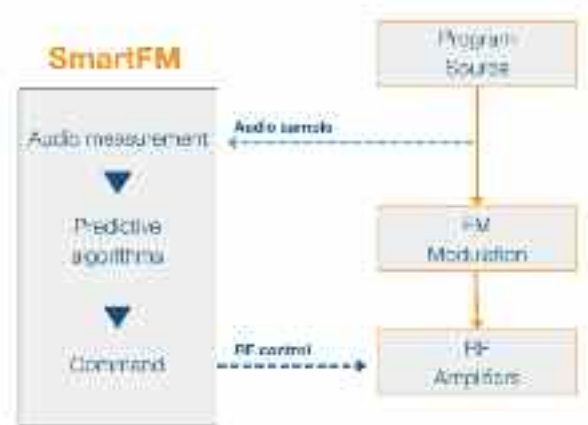 SmartFM
Audio measurement
Predictive
algorithms
Command
Audio sample
RF control
Program
Source
FM
Modulation
RF
Amplifiers